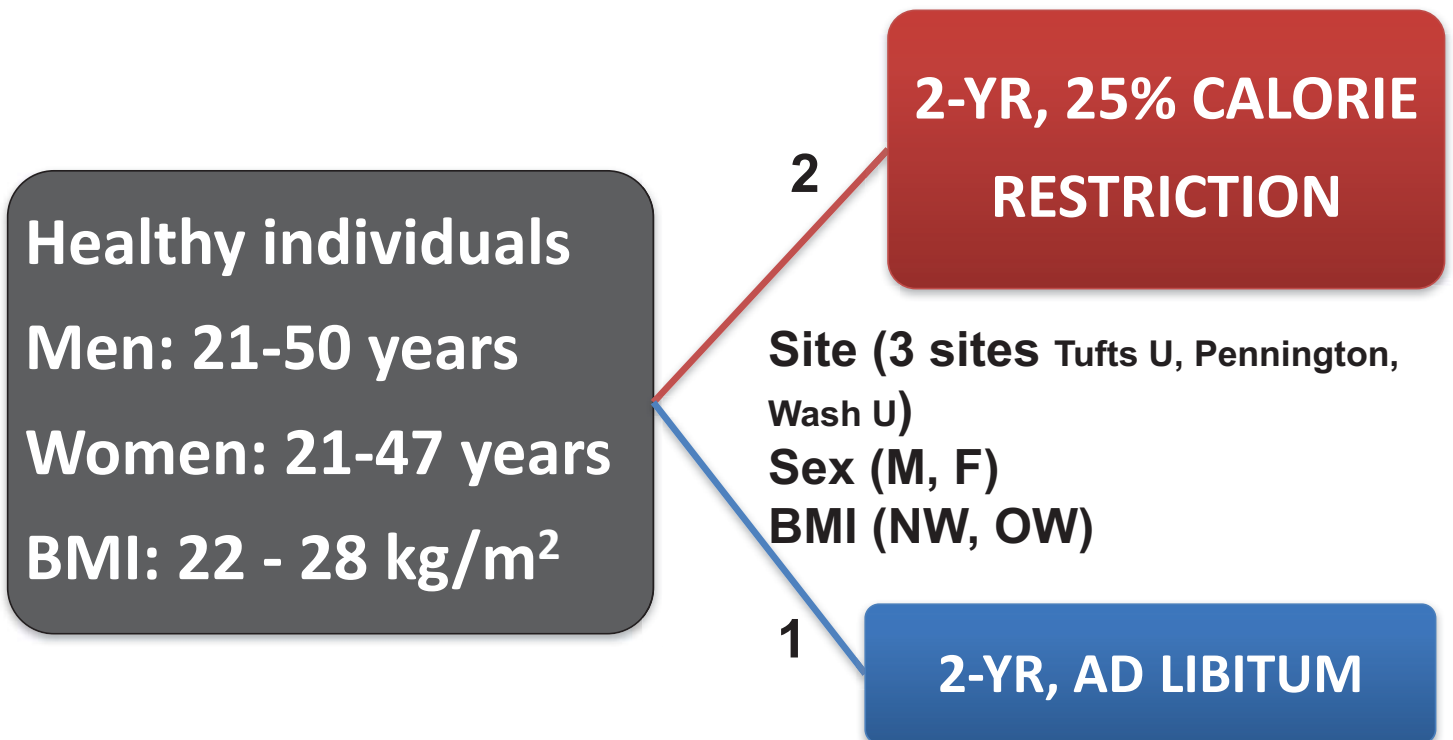 Healthy individuals
Men: 21-50 years
Women: 21-47 years
BMI: 22 - 28 kg/m²
2
1
2-YR, 25% CALORIE
RESTRICTION
Site (3 sites Tufts U, Pennington,
Wash U)
Sex (M, F)
BMI (NW, OW)
2-YR, AD LIBITUM